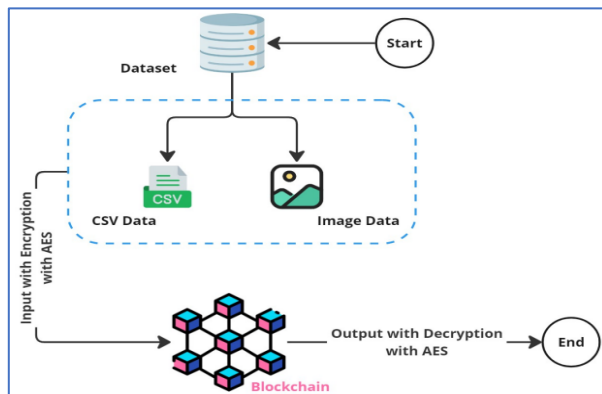 Start
Dataset
CSV
CSV Data
Image Data
Input with Encryption
with AES
Output with Decryption
with AES
End
Blockchain